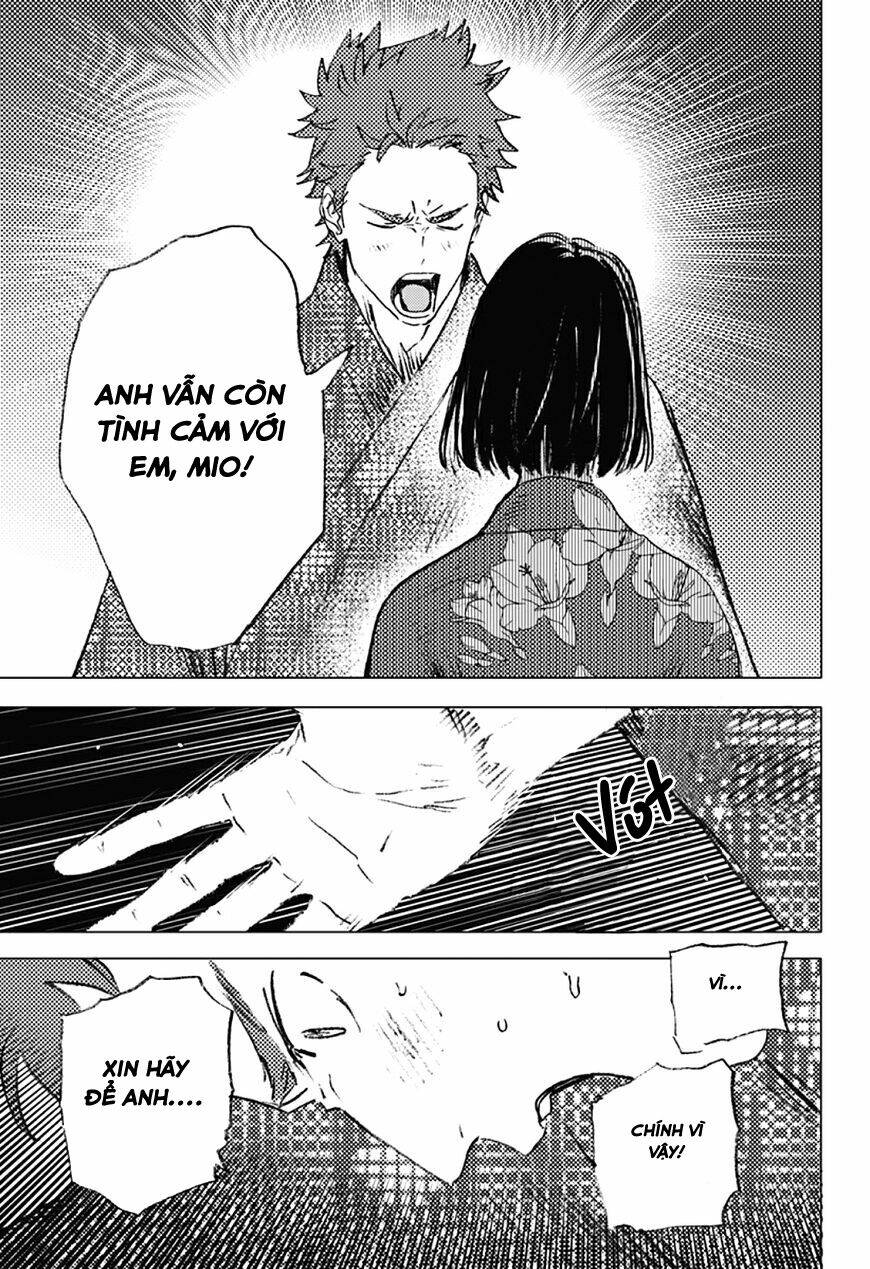 ANH VẪN CÒN
TÌNH CẢM VỚI
EM, MIO!
Vút
VÌ...
CHÍNH VÌ
VẬY!
XIN HÃY
ĐỂ ANH....